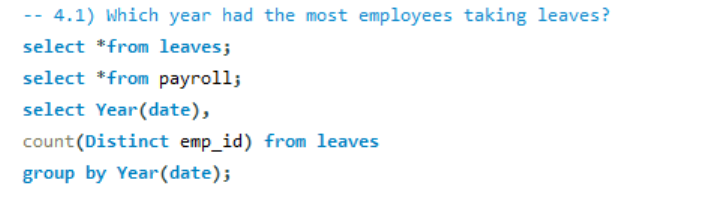 -- 4.1) Which year had the most employees taking leaves?
select *from leaves;
select *from payroll;
select Year(date),
count(Distinct emp_id) from leaves
group by Year(date);